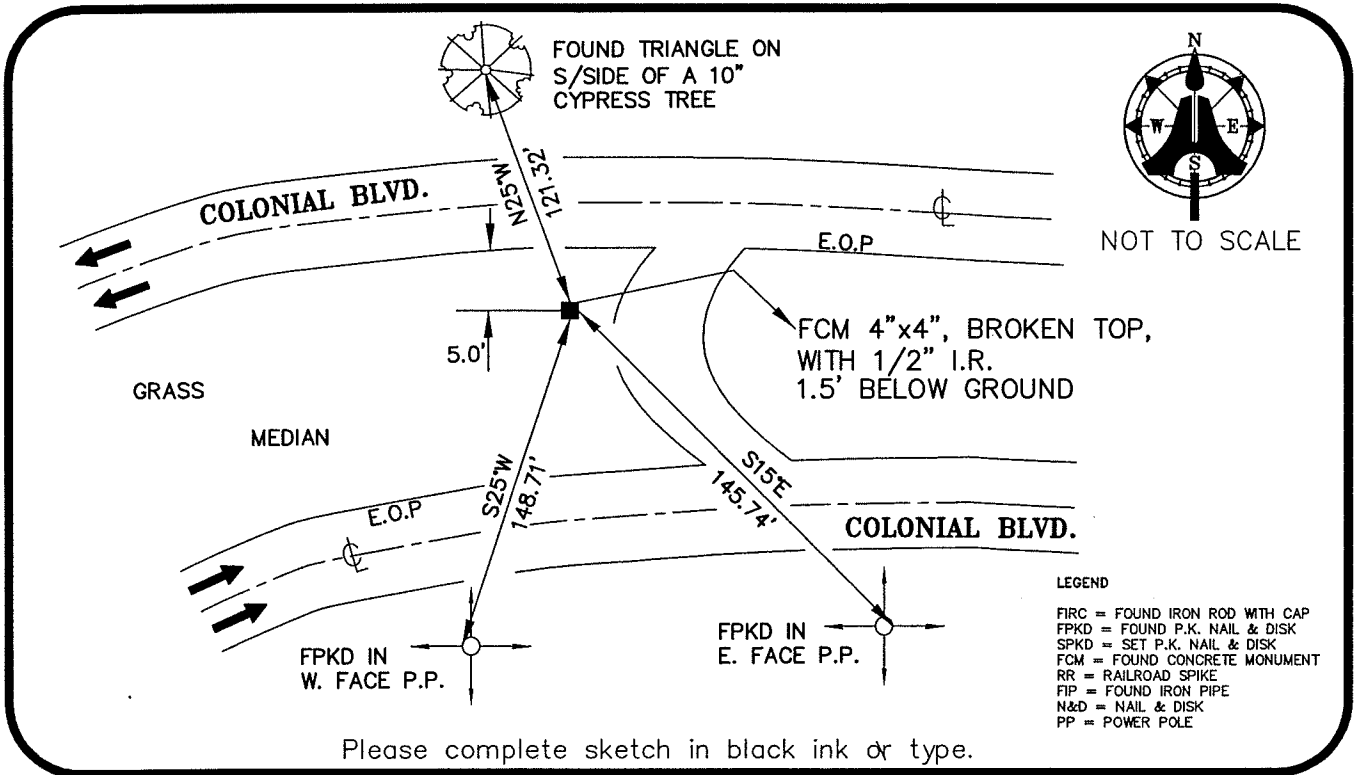 FOUND TRIANGLE ON
S/SIDE OF A 10"
CYPRESS TREE
N
W
E
S
NOT TO SCALE
N25°W
121.32'
COLONIAL BLVD.
℄
E.O.P
5.0'
FCM 4"x4", BROKEN TOP,
WITH 1/2" I.R.
1.5' BELOW GROUND
GRASS
MEDIAN
S25°W
148.71'
S15°E
145.74'
E.O.P
℄
COLONIAL BLVD.
FPKD IN
W. FACE P.P.
FPKD IN
E. FACE P.P.
LEGEND
FIRC = FOUND IRON ROD WITH CAP
FPKD = FOUND P.K. NAIL & DISK
SPKD = SET P.K. NAIL & DISK
FCM = FOUND CONCRETE MONUMENT
RR = RAILROAD SPIKE
FIP = FOUND IRON PIPE
N&D = NAIL & DISK
PP = POWER POLE
Please complete sketch in black ink or type.